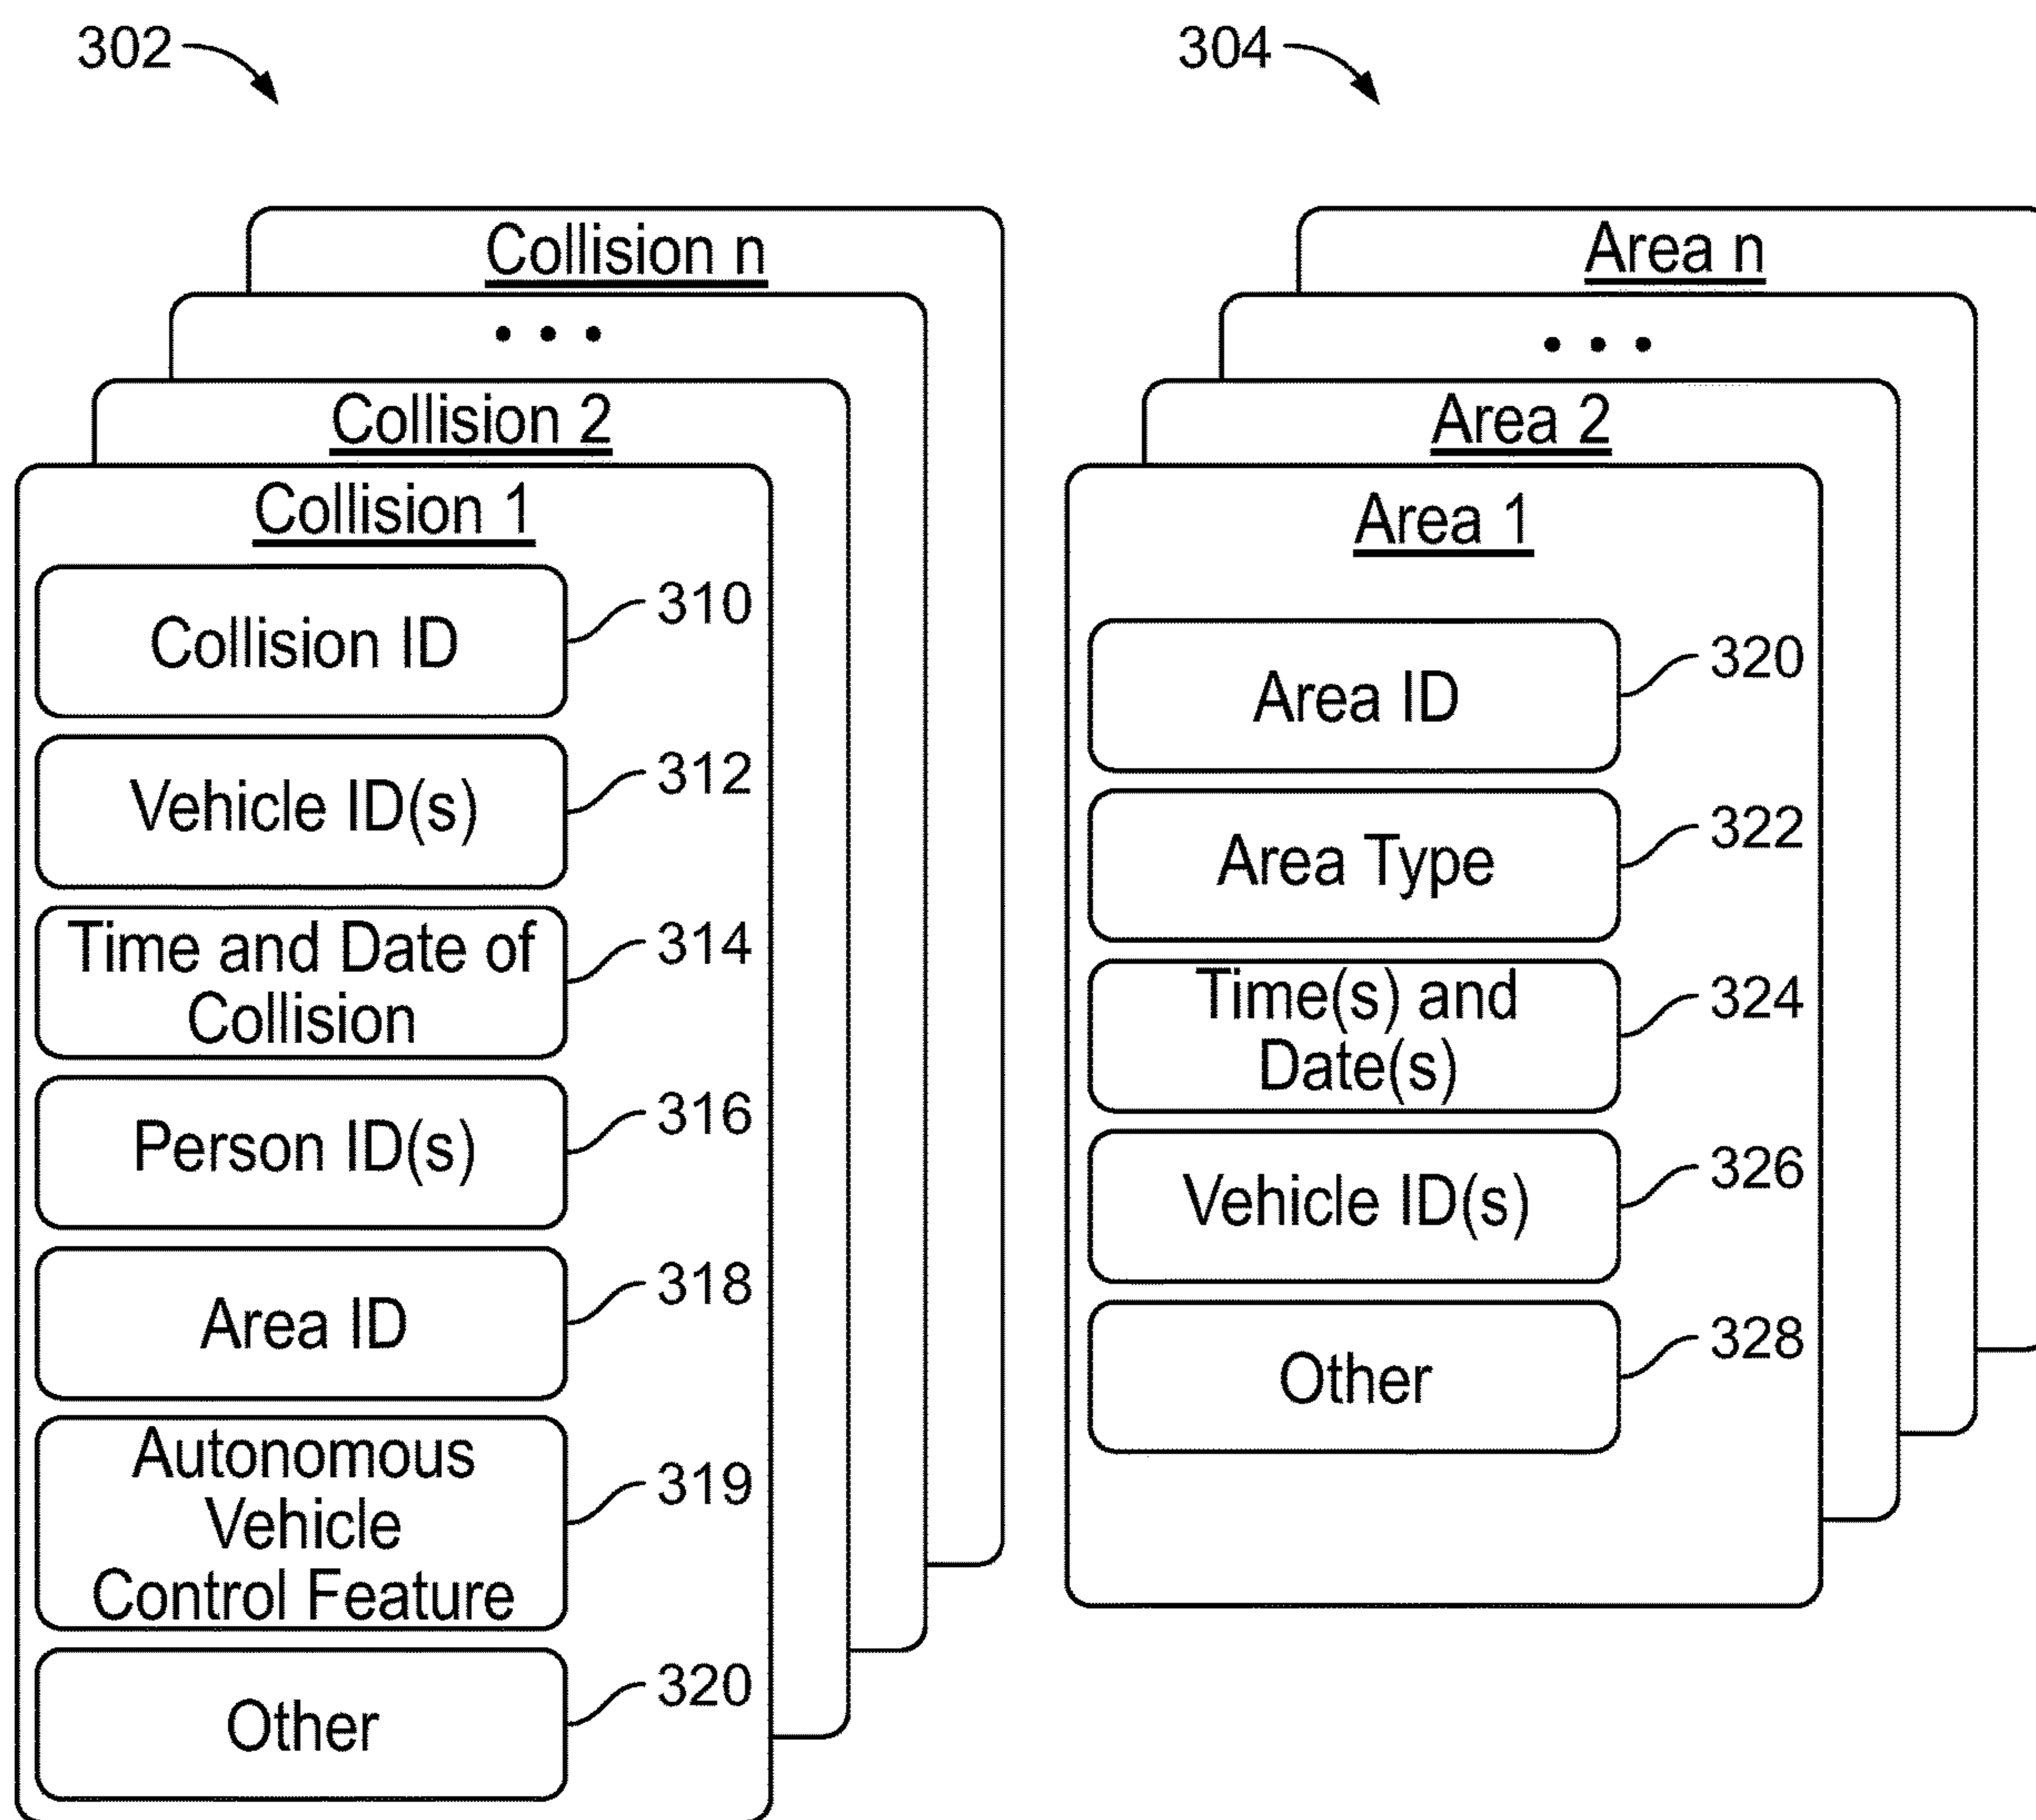 302
304
Collision n
• • •
Collision 2
Collision 1
Collision ID
310
Vehicle ID(s)
312
Time and Date of
Collision
314
Person ID(s)
316
Area ID
318
Autonomous
Vehicle
Control Feature
319
Other
320
Area n
• • •
Area 2
Area 1
Area ID
320
Area Type
322
Time(s) and
Date(s)
324
Vehicle ID(s)
326
Other
328